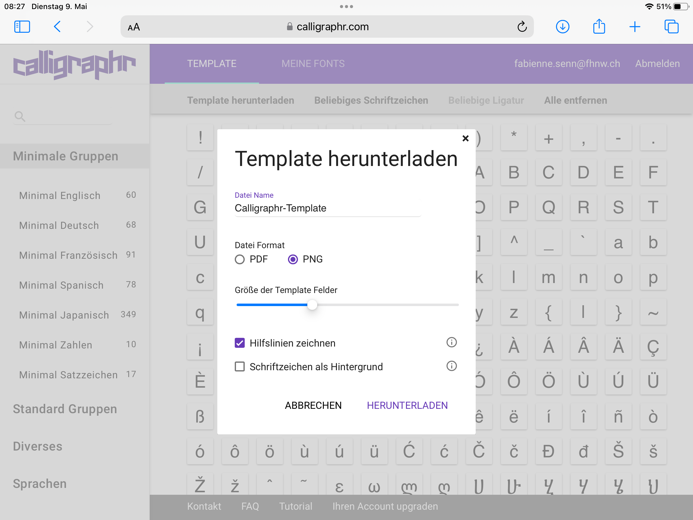 08:27 Dienstag 9. Mai
51%
AA
calligraphr.com
calligraphr
TEMPLATE
MEINE FONTS
fabienne.senn@fhnw.ch
Abmelden
Template herunterladen
Beliebiges Schriftzeichen
Beliebige Ligatur
Alle entfernen
Minimale Gruppen
Minimal Englisch 60
Minimal Deutsch 68
Minimal Französisch 91
Minimal Spanisch 78
Minimal Japanisch 349
Minimal Zahlen 10
Minimal Satzzeichen 17
Standard Gruppen
Diverses
Sprachen
Template herunterladen
Datei Name
Calligraphr-Template
Datei Format
PDF PNG
Größe der Template Felder
Hilfslinien zeichnen
Schriftzeichen als Hintergrund
ABBRECHEN HERUNTERLADEN
! ) * + , - .
/ A B C D E F
G O P Q R S T
U ] ^ _ ` a b
c k l m n o p
q y z { | } ~
¡ ¿ À Á Â Ä Ç
È Ó Ô Ö Ù Ú Ü
ß ê ë í î ñ ò
ó ô ö ù ú ü Ć ć Č č Đ đ Š š
Ž ž
Kontakt FAQ Tutorial Ihren Account upgraden